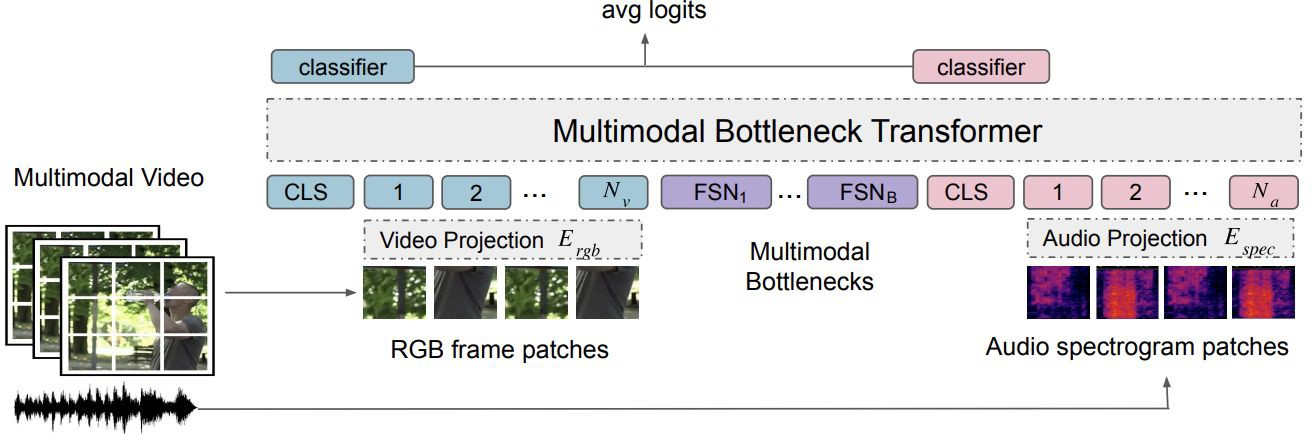 avg logits
classifier classifier
Multimodal Bottleneck Transformer
Multimodal Video
CLS 1 2 ... N_v FSN_1 ... FSN_B CLS 1 2 ... N_a
Video Projection E_rgb
Audio Projection E_spec
Multimodal
Bottlenecks
RGB frame patches
Audio spectrogram patches